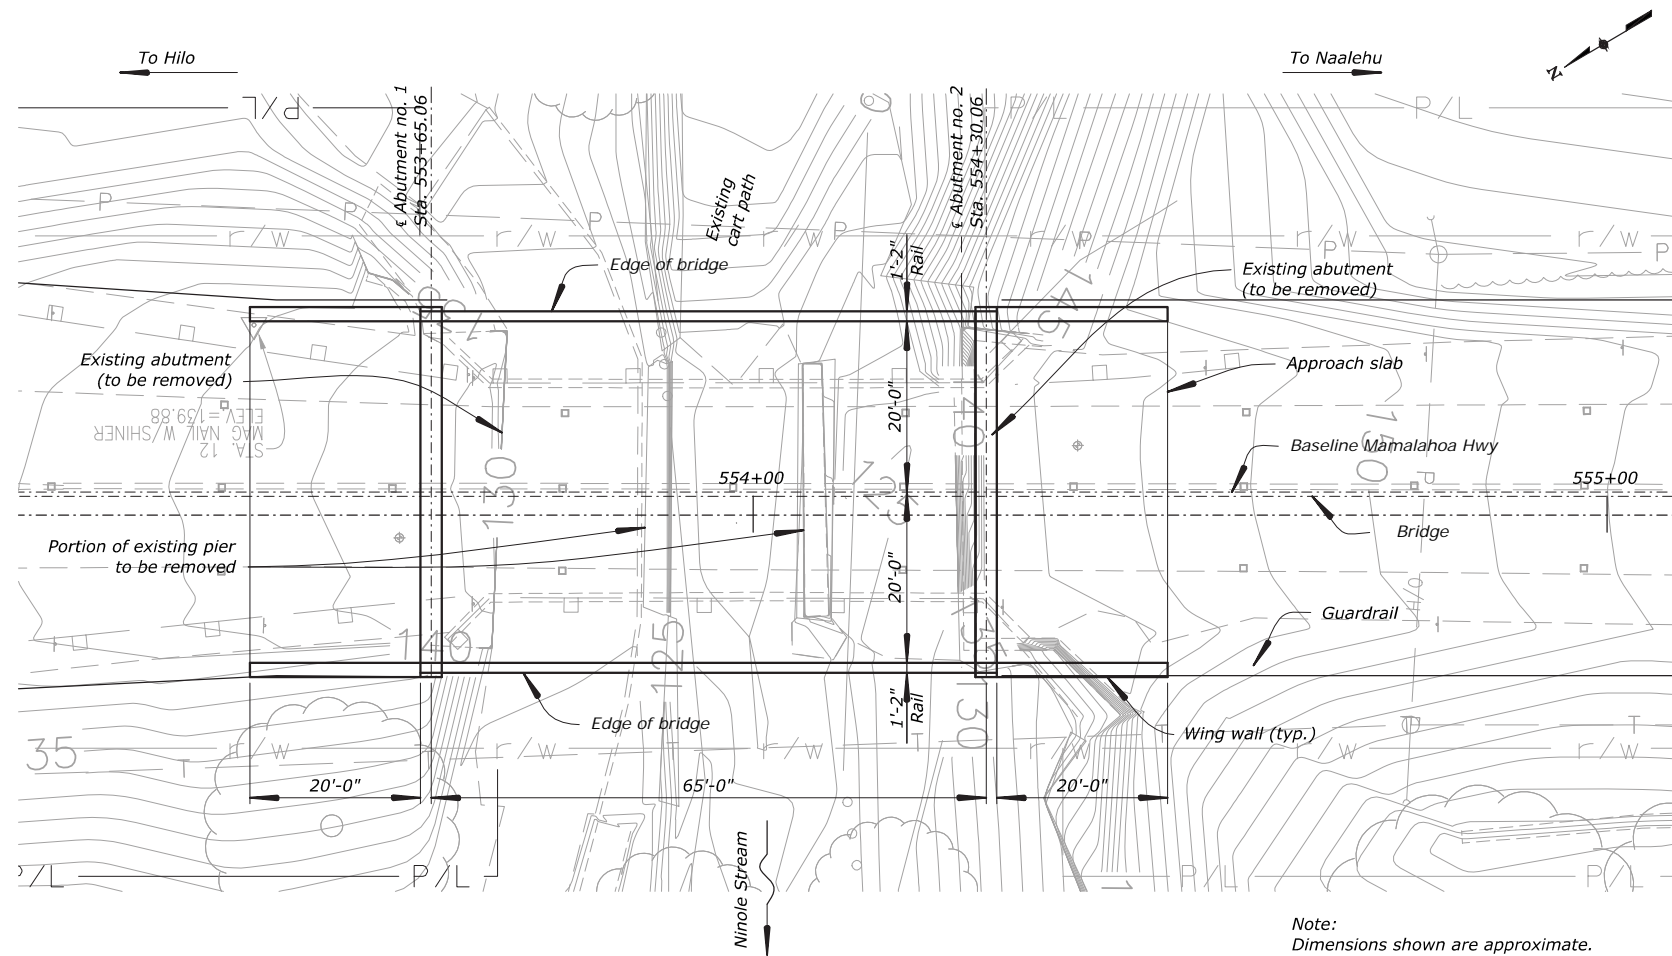 To Hilo
To Naalehu
N
P/L
P/L
P/L
℄ Abutment no. 1
Sta. 553+65.06
℄ Abutment no. 2
Sta. 554+30.06
Existing
cart path
P
P
P
P
P
P
P
r/w
r/w
r/w
r/w
r/w
Edge of bridge
1'-2"
Rail
Existing abutment
(to be removed)
145
Existing abutment
(to be removed)
Approach slab
STA. 12
MAG NAIL W/SHINER
ELEV.=139.88
20'-0"
140
150
Baseline Mamalahoa Hwy
130
554+00
555+00
Bridge
Portion of existing pier
to be removed
20'-0"
Guardrail
140
125
135
130
1'-2"
Rail
Edge of bridge
Wing wall (typ.)
35
r/w
r/w
r/w
r/w
r/w
T
T
T
T
T
T
20'-0"
65'-0"
20'-0"
P/L
P/L
P/L
P/L
Ninole Stream
Note:
Dimensions shown are approximate.